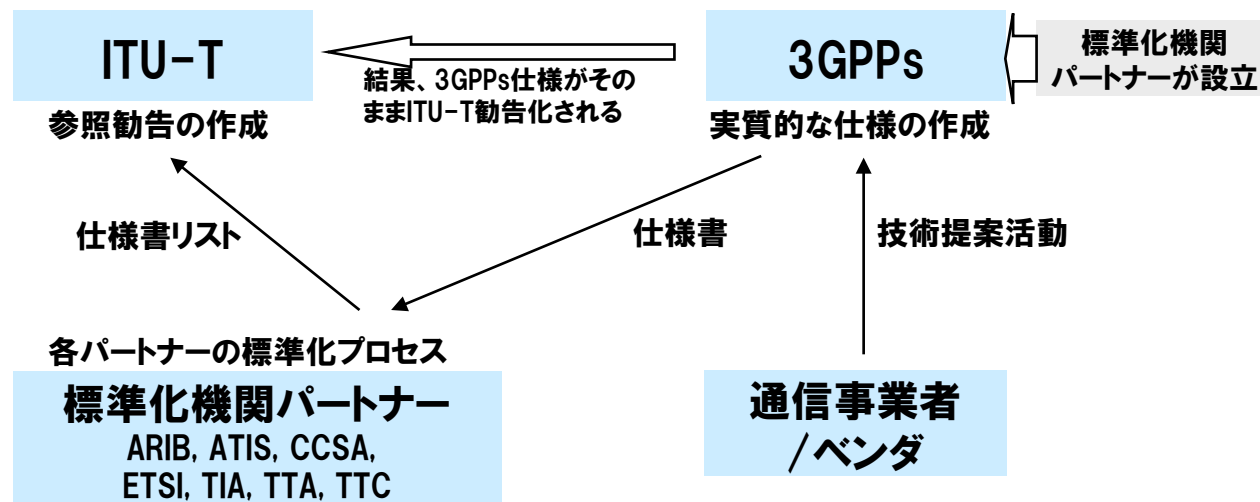 ITU-T
3GPPs
標準化機関
パートナーが設立
結果、3GPPs仕様がその
ままITU-T勧告化される
参照勧告の作成
実質的な仕様の作成
仕様書リスト
仕様書
技術提案活動
各パートナーの標準化プロセス
標準化機関パートナー
ARIB, ATIS, CCSA,
ETSI, TIA, TTA, TTC
通信事業者
/ベンダ